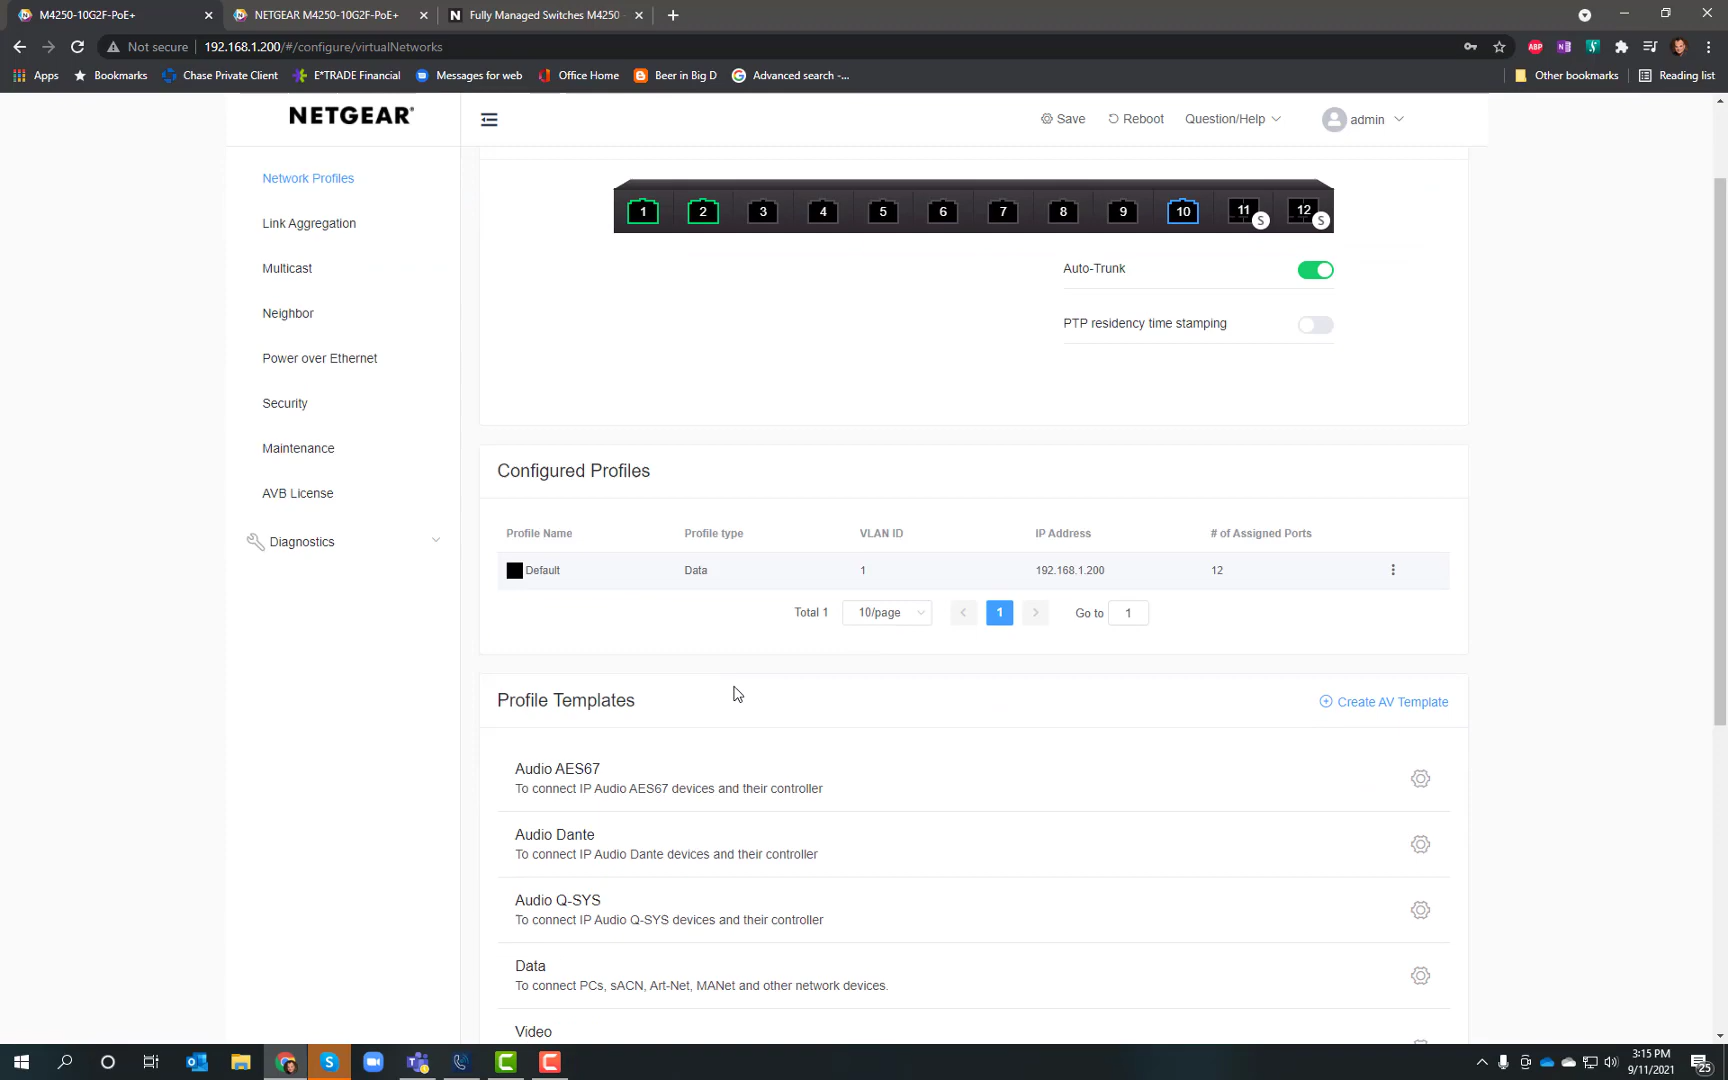 M4250-10G2F-PoE+
NETGEAR M4250-10G2F-PoE+
Fully Managed Switches M4250
Not secure 192.168.1.200/#/configure/virtualNetworks
ABP
Apps Bookmarks Chase Private Client E*TRADE Financial Messages for web Office Home Beer in Big D Advanced search -... Other bookmarks Reading list
NETGEAR®
Save Reboot Question/Help admin
Network Profiles
Link Aggregation
Multicast
Neighbor
Power over Ethernet
Security
Maintenance
AVB License
Diagnostics
1 2 3 4 5 6 7 8 9 10 11 S 12 S
Auto-Trunk
PTP residency time stamping
Configured Profiles
Profile Name Profile type VLAN ID IP Address # of Assigned Ports
Default Data 1 192.168.1.200 12
Total 1 10/page < 1 > Go to 1
Profile Templates Create AV Template
Audio AES67
To connect IP Audio AES67 devices and their controller
Audio Dante
To connect IP Audio Dante devices and their controller
Audio Q-SYS
To connect IP Audio Q-SYS devices and their controller
Data
To connect PCs, sACN, Art-Net, MANet and other network devices.
Video
3:15 PM
9/11/2021
25